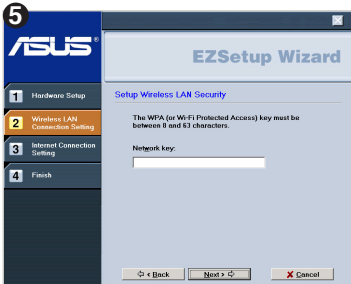 5
ASUS®
EZSetup Wizard
1 Hardware Setup
2 Wireless LAN
Connection Setting
3 Internet Connection
Setting
4 Finish
Setup Wireless LAN Security
The WPA (or Wi-Fi Protected Access) key must be
between 8 and 63 characters.
Network key:
< Back
Next >
X Cancel